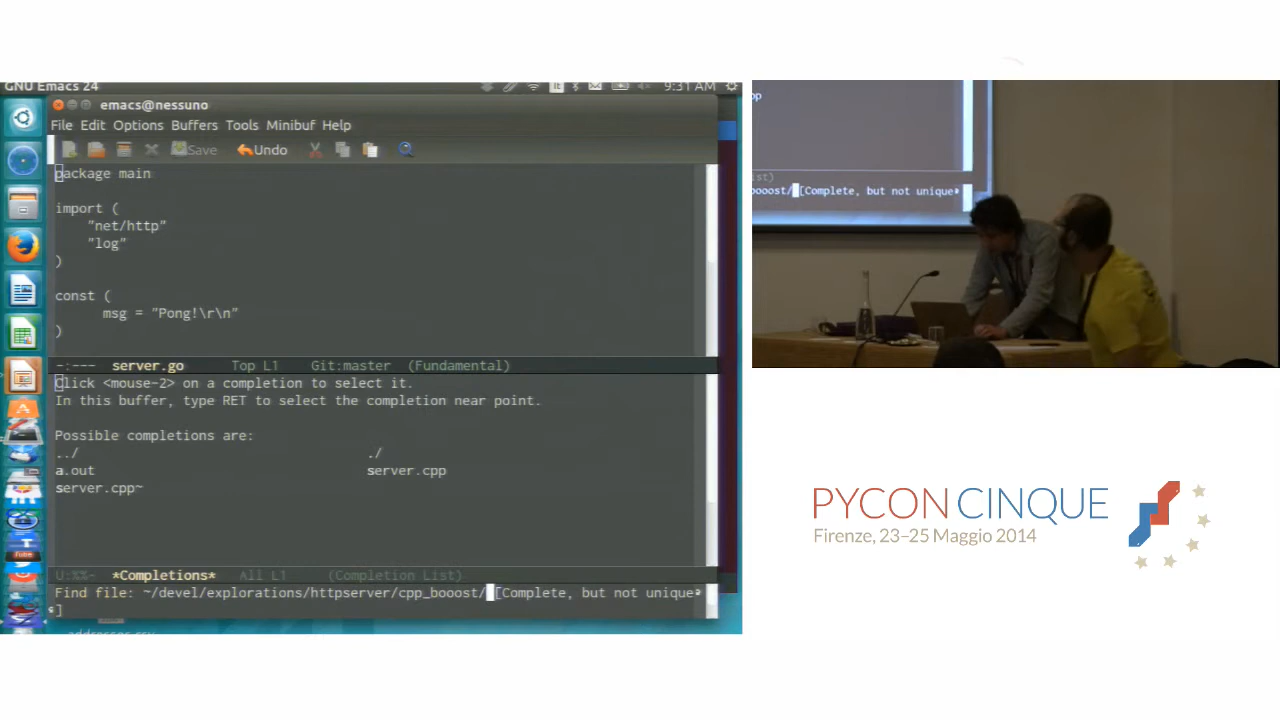 GNU Emacs 24
9:31 AM
emacs@nessuno
File Edit Options Buffers Tools Minibuf Help
Save Undo
package main
import (
"net/http"
"log"
)
const (
msg = "Pong!\r\n"
)
-:--- server.go Top L1 Git:master (Fundamental)
Click <mouse-2> on a completion to select it.
In this buffer, type RET to select the completion near point.
Possible completions are:
../ ./
a.out server.cpp
server.cpp~
U:%%- *Completions* All L1 (Completion List)
Find file: ~/devel/explorations/httpserver/cpp_booost/[Complete, but not unique
]
addresses.csv
op
ist)
booost/[Complete, but not unique
PYCON CINQUE
Firenze, 23–25 Maggio 2014